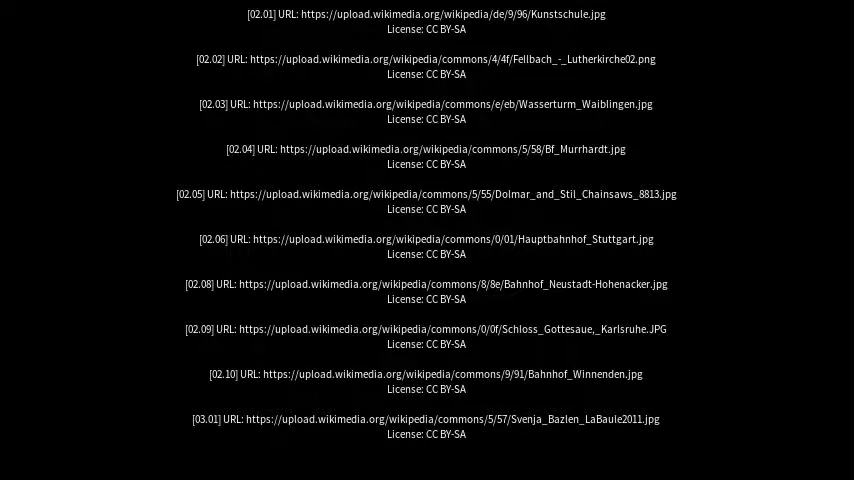 [02.01] URL: https://upload.wikimedia.org/wikipedia/de/9/96/Kunstschule.jpg
License: CC BY-SA
[02.02] URL: https://upload.wikimedia.org/wikipedia/commons/4/4f/Fellbach_-_Lutherkirche02.png
License: CC BY-SA
[02.03] URL: https://upload.wikimedia.org/wikipedia/commons/e/eb/Wasserturm_Waiblingen.jpg
License: CC BY-SA
[02.04] URL: https://upload.wikimedia.org/wikipedia/commons/5/58/Bf_Murrhardt.jpg
License: CC BY-SA
[02.05] URL: https://upload.wikimedia.org/wikipedia/commons/5/55/Dolmar_and_Stil_Chainsaws_8813.jpg
License: CC BY-SA
[02.06] URL: https://upload.wikimedia.org/wikipedia/commons/0/01/Hauptbahnhof_Stuttgart.jpg
License: CC BY-SA
[02.08] URL: https://upload.wikimedia.org/wikipedia/commons/8/8e/Bahnhof_Neustadt-Hohenacker.jpg
License: CC BY-SA
[02.09] URL: https://upload.wikimedia.org/wikipedia/commons/0/0f/Schloss_Gottesaue,_Karlsruhe.JPG
License: CC BY-SA
[02.10] URL: https://upload.wikimedia.org/wikipedia/commons/9/91/Bahnhof_Winnenden.jpg
License: CC BY-SA
[03.01] URL: https://upload.wikimedia.org/wikipedia/commons/5/57/Svenja_Bazlen_LaBaule2011.jpg
License: CC BY-SA